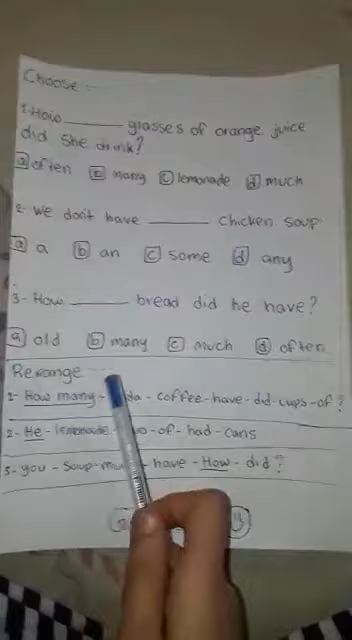 Choose :-
1- How ______ glasses of orange juice
did she drink?
a often b many c lemonade d much
2- We don't have ______ chicken soup
a a b an c some d any
3- How ______ bread did he have?
a old b many c much d often
Rearange
1- How many - - coffee - have - did - cups - of ?
2- He - lemonade - - of - had - cans
3- you - soup - - have - How - did ?